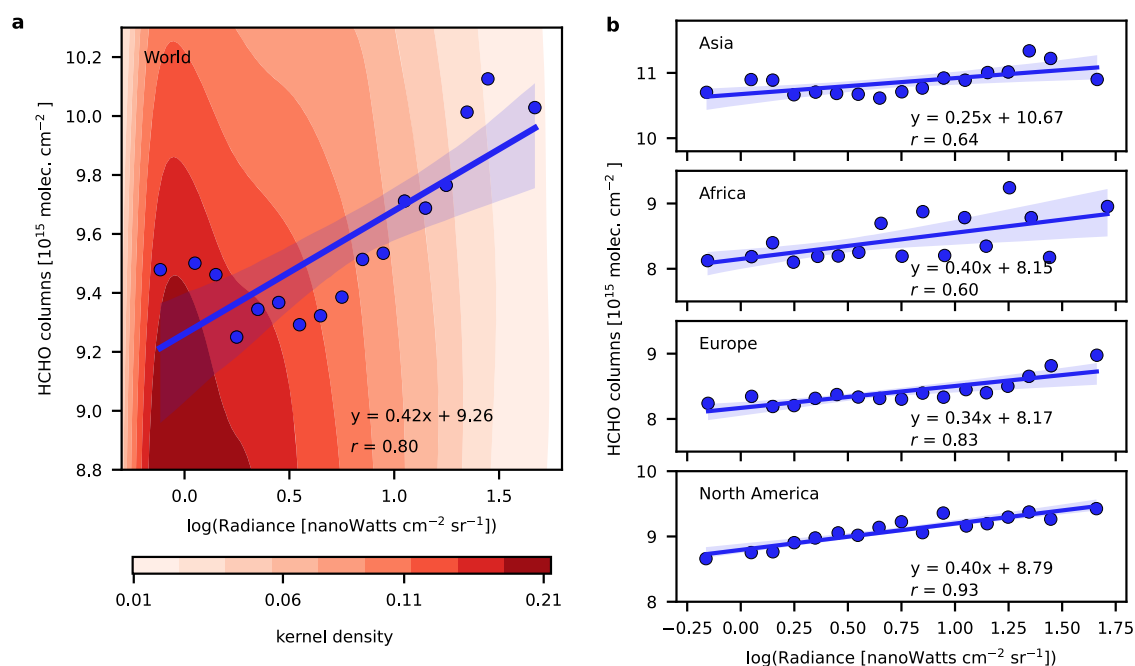 a
World
HCHO columns [10¹⁵ molec. cm⁻²]
10.2
10.0
9.8
9.6
9.4
9.2
9.0
8.8
y = 0.42x + 9.26
r = 0.80
0.0 0.5 1.0 1.5
log(Radiance [nanoWatts cm⁻² sr⁻¹])
0.01 0.06 0.11 0.21
kernel density
b
HCHO columns [10¹⁵ molec. cm⁻² ]
Asia
11
10
y = 0.25x + 10.67
r = 0.64
Africa
9
8
y = 0.40x + 8.15
r = 0.60
Europe
9
8
y = 0.34x + 8.17
r = 0.83
North America
10
9
8
y = 0.40x + 8.79
r = 0.93
−0.25 0.00 0.25 0.50 0.75 1.00 1.25 1.50 1.75
log(Radiance [nanoWatts cm⁻² sr⁻¹])